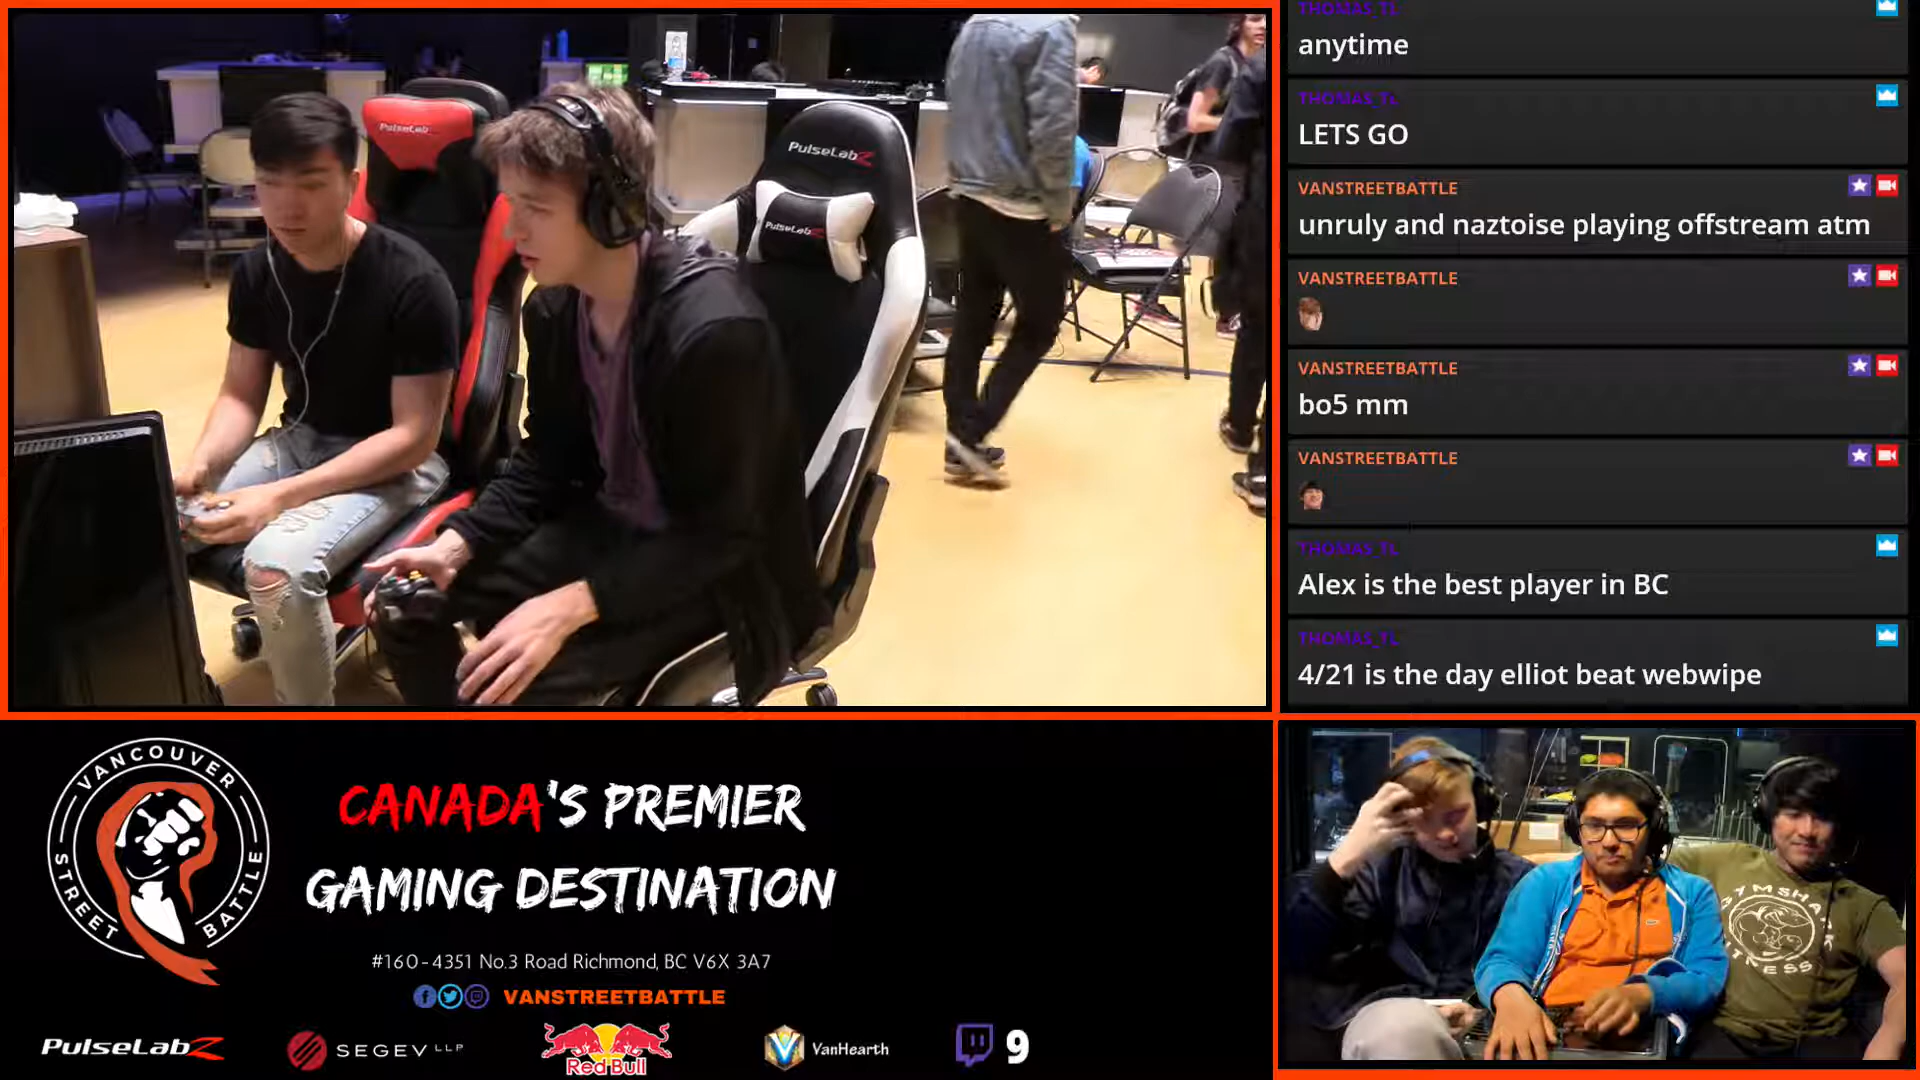 THOMAS_TL
anytime
THOMAS_TL
LETS GO
VANSTREETBATTLE
unruly and naztoise playing offstream atm
VANSTREETBATTLE
VANSTREETBATTLE
bo5 mm
VANSTREETBATTLE
THOMAS_TL
Alex is the best player in BC
THOMAS_TL
4/21 is the day elliot beat webwipe
PulseLab
PulseLabZ
PulseLabZ
VANCOUVER
STREET
BATTLE
CANADA'S PREMIER
GAMING DESTINATION
#160-4351 No.3 Road Richmond, BC V6X 3A7
VANSTREETBATTLE
PulseLabZ
SEGEV LLP
Red Bull
VanHearth
9
GYMSHARK
FITNESS